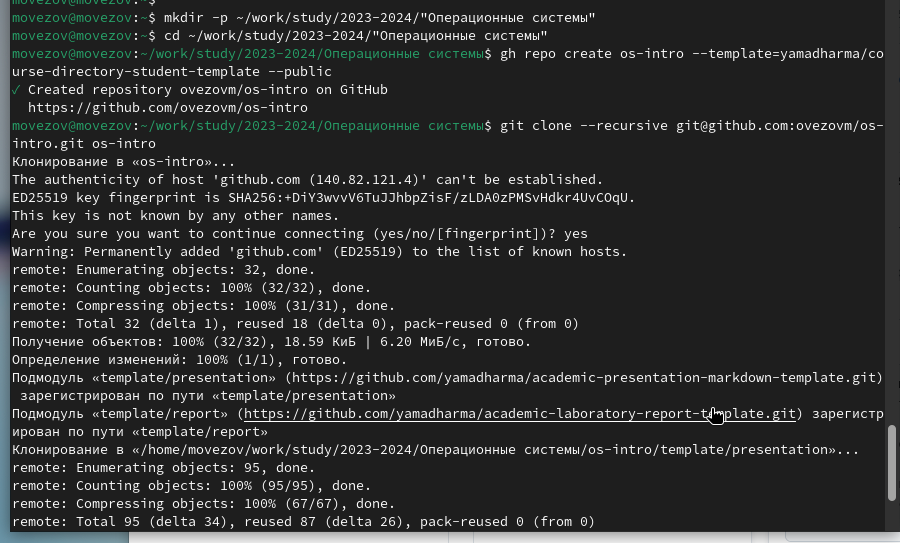 movezov@movezov:~$
movezov@movezov:~$ mkdir -p ~/work/study/2023-2024/"Операционные системы"
movezov@movezov:~$ cd ~/work/study/2023-2024/"Операционные системы"
movezov@movezov:~/work/study/2023-2024/Операционные системы$ gh repo create os-intro --template=yamadharma/co
urse-directory-student-template --public
✓ Created repository ovezovm/os-intro on GitHub
  https://github.com/ovezovm/os-intro
movezov@movezov:~/work/study/2023-2024/Операционные системы$ git clone --recursive git@github.com:ovezovm/os-
intro.git os-intro
Клонирование в «os-intro»...
The authenticity of host 'github.com (140.82.121.4)' can't be established.
ED25519 key fingerprint is SHA256:+DiY3wvvV6TuJJhbpZisF/zLDA0zPMSvHdkr4UvCOqU.
This key is not known by any other names.
Are you sure you want to continue connecting (yes/no/[fingerprint])? yes
Warning: Permanently added 'github.com' (ED25519) to the list of known hosts.
remote: Enumerating objects: 32, done.
remote: Counting objects: 100% (32/32), done.
remote: Compressing objects: 100% (31/31), done.
remote: Total 32 (delta 1), reused 18 (delta 0), pack-reused 0 (from 0)
Получение объектов: 100% (32/32), 18.59 КиБ | 6.20 МиБ/с, готово.
Определение изменений: 100% (1/1), готово.
Подмодуль «template/presentation» (https://github.com/yamadharma/academic-presentation-markdown-template.git)
 зарегистрирован по пути «template/presentation»
Подмодуль «template/report» (https://github.com/yamadharma/academic-laboratory-report-template.git) зарегистр
ирован по пути «template/report»
Клонирование в «/home/movezov/work/study/2023-2024/Операционные системы/os-intro/template/presentation»...
remote: Enumerating objects: 95, done.
remote: Counting objects: 100% (95/95), done.
remote: Compressing objects: 100% (67/67), done.
remote: Total 95 (delta 34), reused 87 (delta 26), pack-reused 0 (from 0)